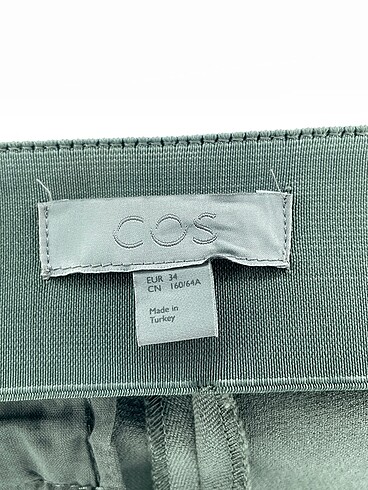 COS
EUR 34
CN 160/64A
Made in
Turkey